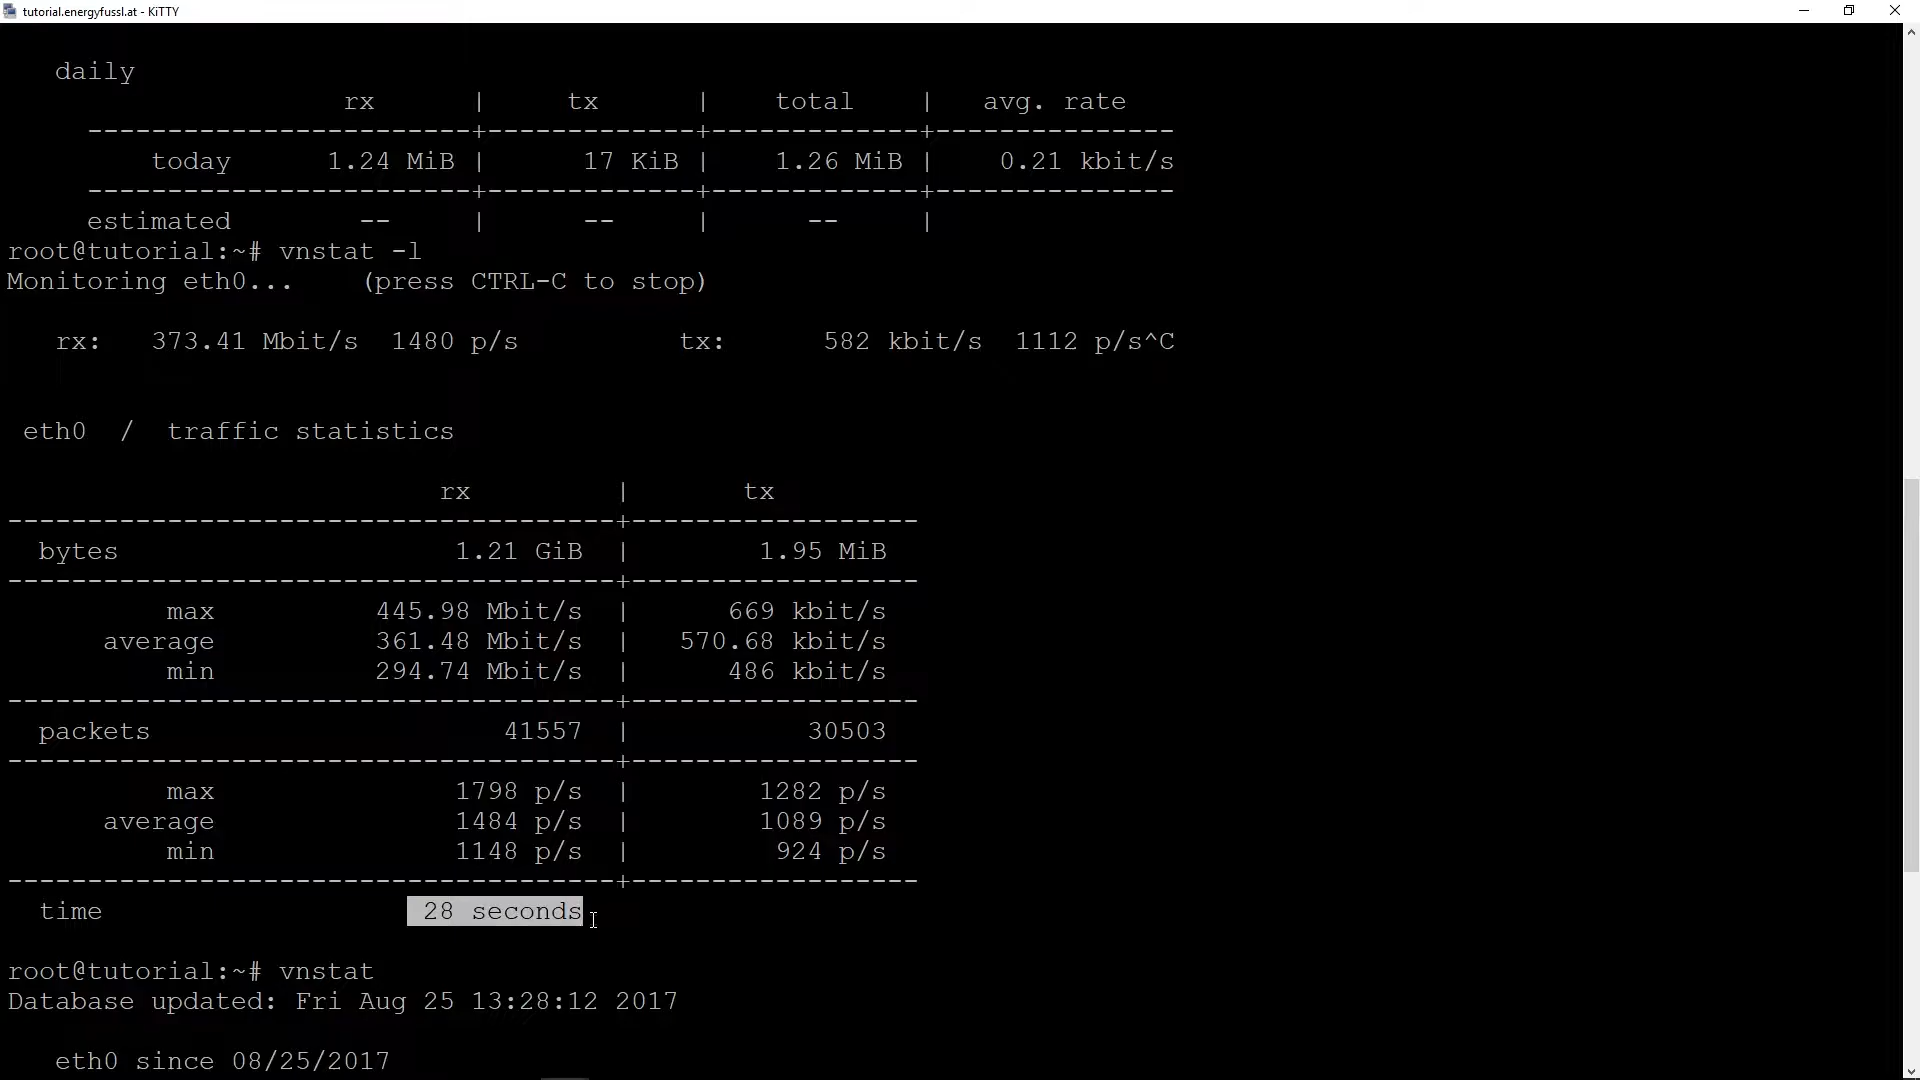 tutorial.energyfussl.at - KiTTY
daily
rx | tx | total | avg. rate
------------------------+-------------+-------------+---------------
today 1.24 MiB | 17 KiB | 1.26 MiB | 0.21 kbit/s
------------------------+-------------+-------------+---------------
estimated -- | -- | -- |
root@tutorial:~# vnstat -l
Monitoring eth0... (press CTRL-C to stop)
rx: 373.41 Mbit/s 1480 p/s tx: 582 kbit/s 1112 p/s^C
eth0 / traffic statistics
rx | tx
--------------------------------------+------------------
bytes 1.21 GiB | 1.95 MiB
--------------------------------------+------------------
max 445.98 Mbit/s | 669 kbit/s
average 361.48 Mbit/s | 570.68 kbit/s
min 294.74 Mbit/s | 486 kbit/s
--------------------------------------+------------------
packets 41557 | 30503
--------------------------------------+------------------
max 1798 p/s | 1282 p/s
average 1484 p/s | 1089 p/s
min 1148 p/s | 924 p/s
--------------------------------------+------------------
time 28 seconds
root@tutorial:~# vnstat
Database updated: Fri Aug 25 13:28:12 2017
eth0 since 08/25/2017